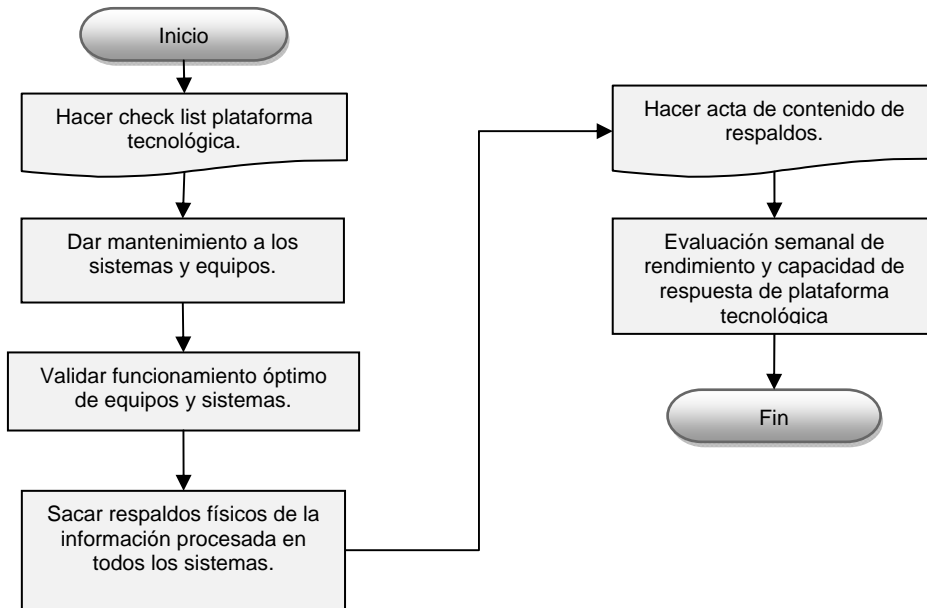 Inicio
Hacer check list plataforma
tecnológica.
Dar mantenimiento a los
sistemas y equipos.
Validar funcionamiento óptimo
de equipos y sistemas.
Sacar respaldos físicos de la
información procesada en
todos los sistemas.
Hacer acta de contenido de
respaldos.
Evaluación semanal de
rendimiento y capacidad de
respuesta de plataforma
tecnológica
Fin